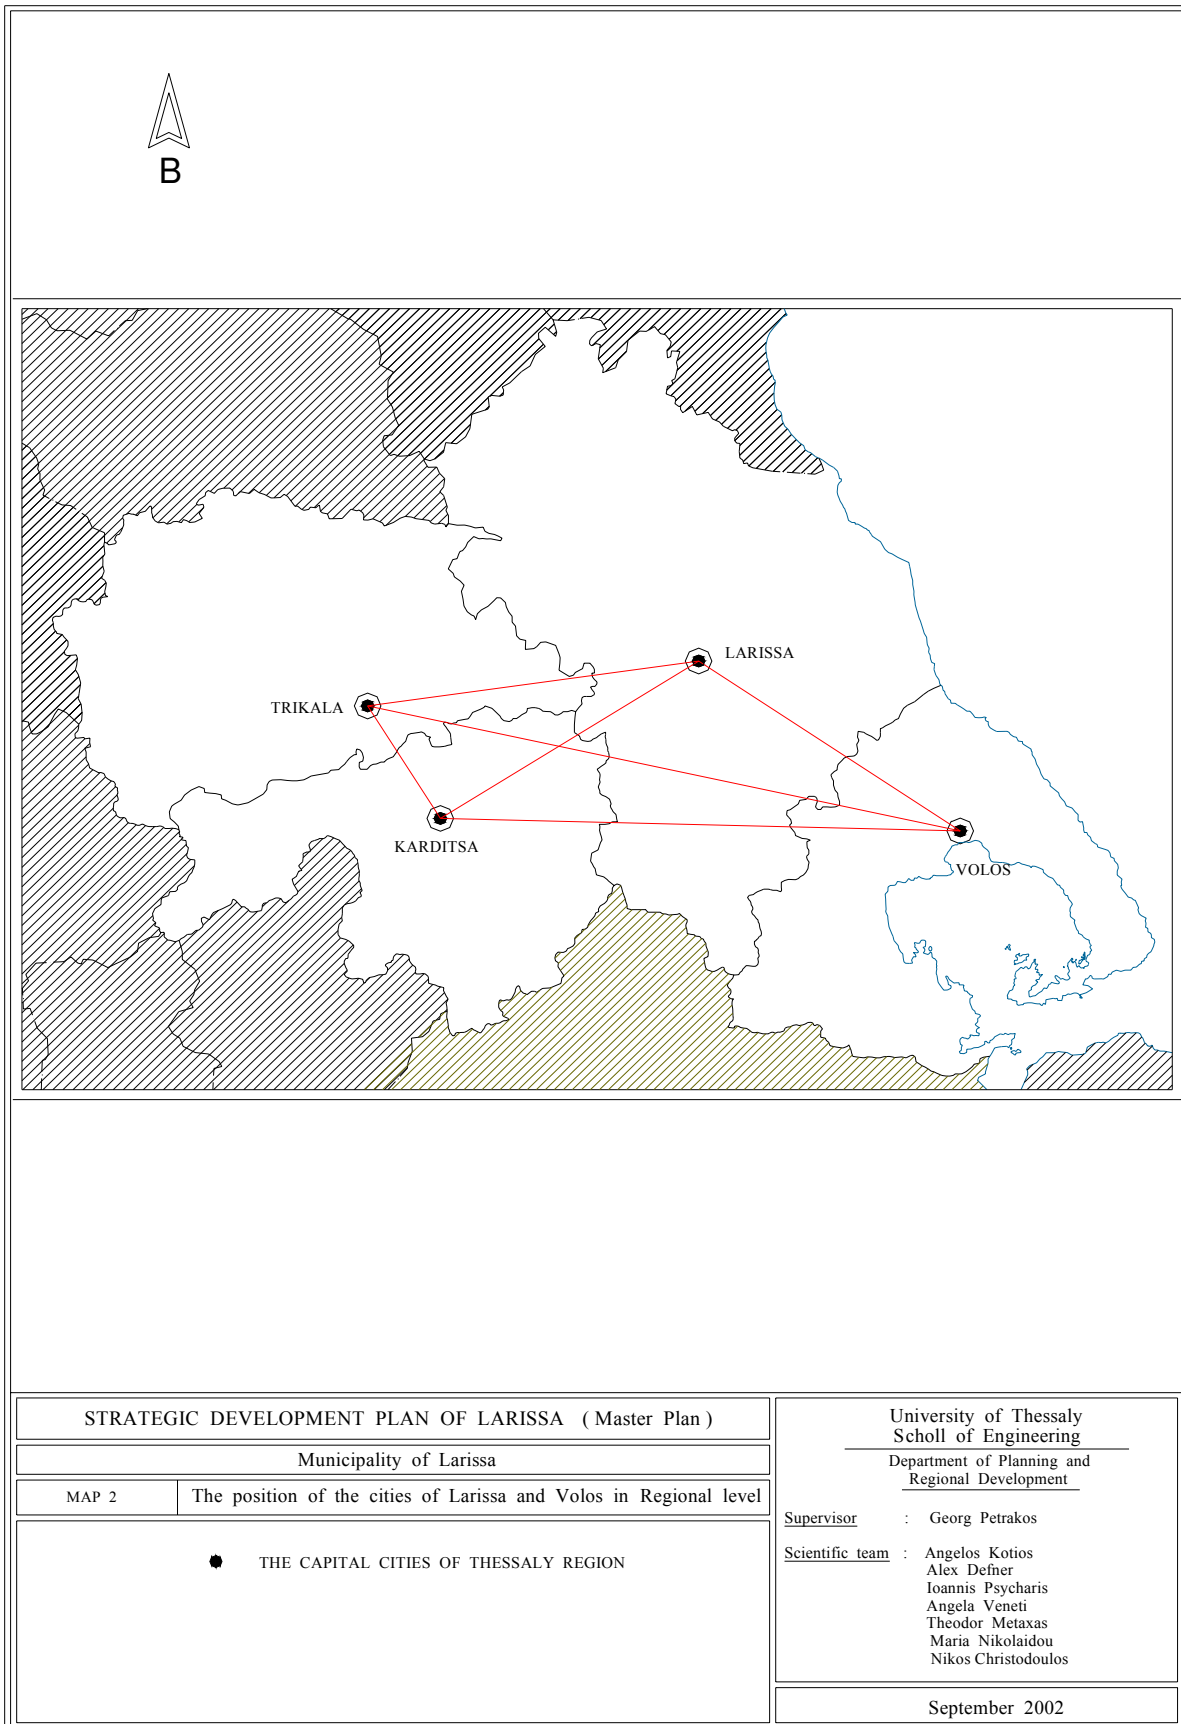 B
LARISSA
TRIKALA
KARDITSA
VOLOS
STRATEGIC DEVELOPMENT PLAN OF LARISSA ( Master Plan )
Municipality of Larissa
MAP 2 The position of the cities of Larissa and Volos in Regional level
THE CAPITAL CITIES OF THESSALY REGION
University of Thessaly
Scholl of Engineering
Department of Planning and
Regional Development
Supervisor : Georg Petrakos
Scientific team : Angelos Kotios
Alex Defner
Ioannis Psycharis
Angela Veneti
Theodor Metaxas
Maria Nikolaidou
Nikos Christodoulos
September 2002